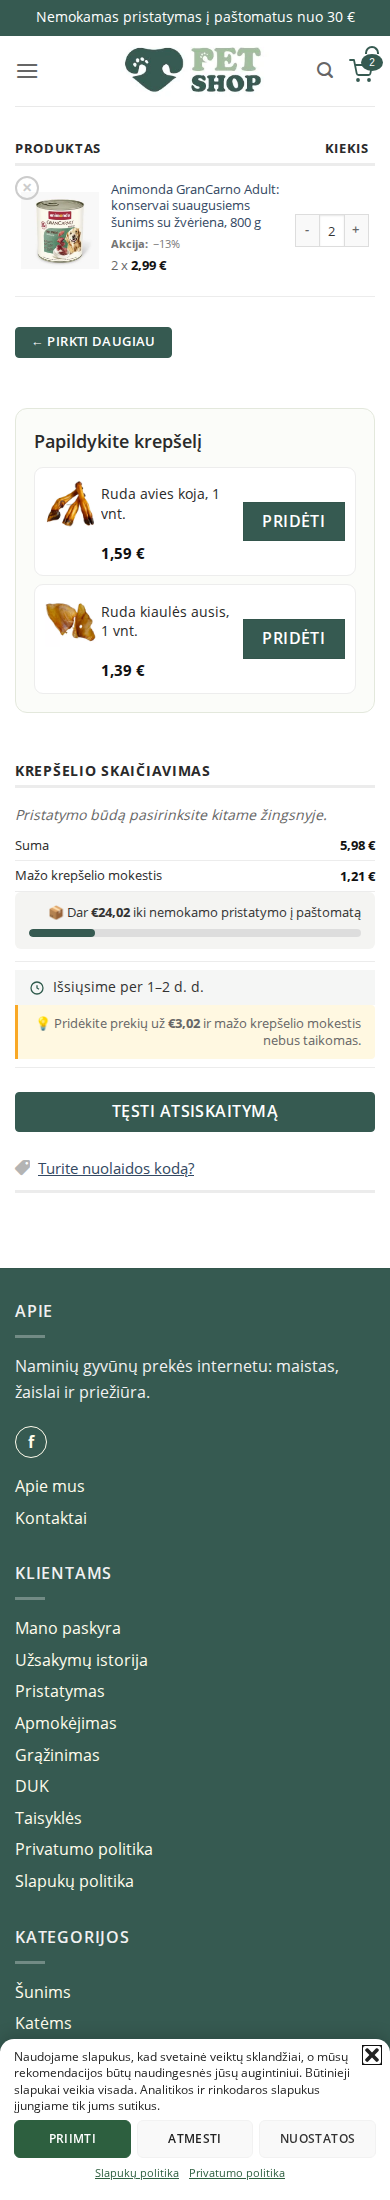 Nemokamas pristatymas į paštomatus nuo 30 €
PET
SHOP
2
PRODUKTAS KIEKIS
×
Animonda GranCarno Adult:
konservai suaugusiems
šunims su žvėriena, 800 g
Akcija: −13%
2 x 2,99 €
- 2 +
← PIRKTI DAUGIAU
Papildykite krepšelį
Ruda avies koja, 1
vnt.
1,59 €
PRIDĖTI
Ruda kiaulės ausis,
1 vnt.
1,39 €
PRIDĖTI
KREPŠELIO SKAIČIAVIMAS
Pristatymo būdą pasirinksite kitame žingsnyje.
Suma 5,98 €
Mažo krepšelio mokestis 1,21 €
📦 Dar €24,02 iki nemokamo pristatymo į paštomatą
Išsiųsime per 1–2 d. d.
💡 Pridėkite prekių už €3,02 ir mažo krepšelio mokestis
nebus taikomas.
TĘSTI ATSISKAITYMĄ
Turite nuolaidos kodą?
APIE
Naminių gyvūnų prekės internetu: maistas,
žaislai ir priežiūra.
f
Apie mus
Kontaktai
KLIENTAMS
Mano paskyra
Užsakymų istorija
Pristatymas
Apmokėjimas
Grąžinimas
DUK
Taisyklės
Privatumo politika
Slapukų politika
KATEGORIJOS
Šunims
Katėms
Naudojame slapukus, kad svetainė veiktų sklandžiai, o mūsų
rekomendacijos būtų naudingesnės jūsų augintiniui. Būtinieji
slapukai veikia visada. Analitikos ir rinkodaros slapukus
įjungiame tik gavę jūsų sutikimą.
PRIIMTI ATMESTI NUOSTATOS
Slapukų politika Privatumo politika